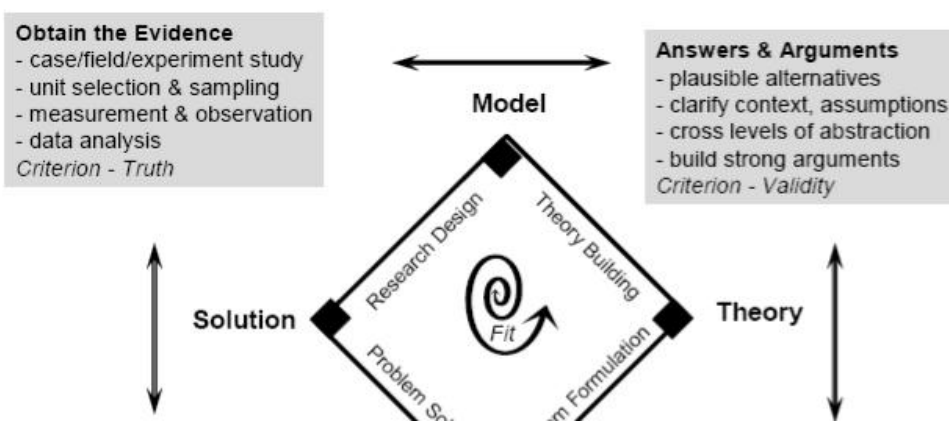 Obtain the Evidence
- case/field/experiment study
- unit selection & sampling
- measurement & observation
- data analysis
Criterion - Truth
Answers & Arguments
- plausible alternatives
- clarify context, assumptions
- cross levels of abstraction
- build strong arguments
Criterion - Validity
Model
Research Design
Theory Building
Solution
Fit
Theory
Problem
Formulation